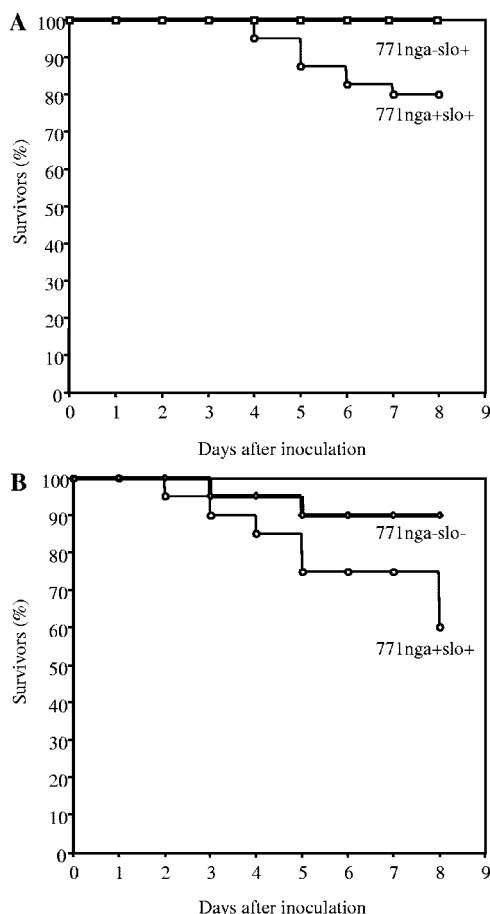 A
100
90
80
70
60
50
40
30
20
10
0
Survivors (%)
771nga-slo+
771nga+slo+
0 1 2 3 4 5 6 7 8 9
Days after inoculation
B
100
90
80
70
60
50
40
30
20
10
0
Survivors (%)
771nga-slo-
771nga+slo+
0 1 2 3 4 5 6 7 8 9
Days after inoculation